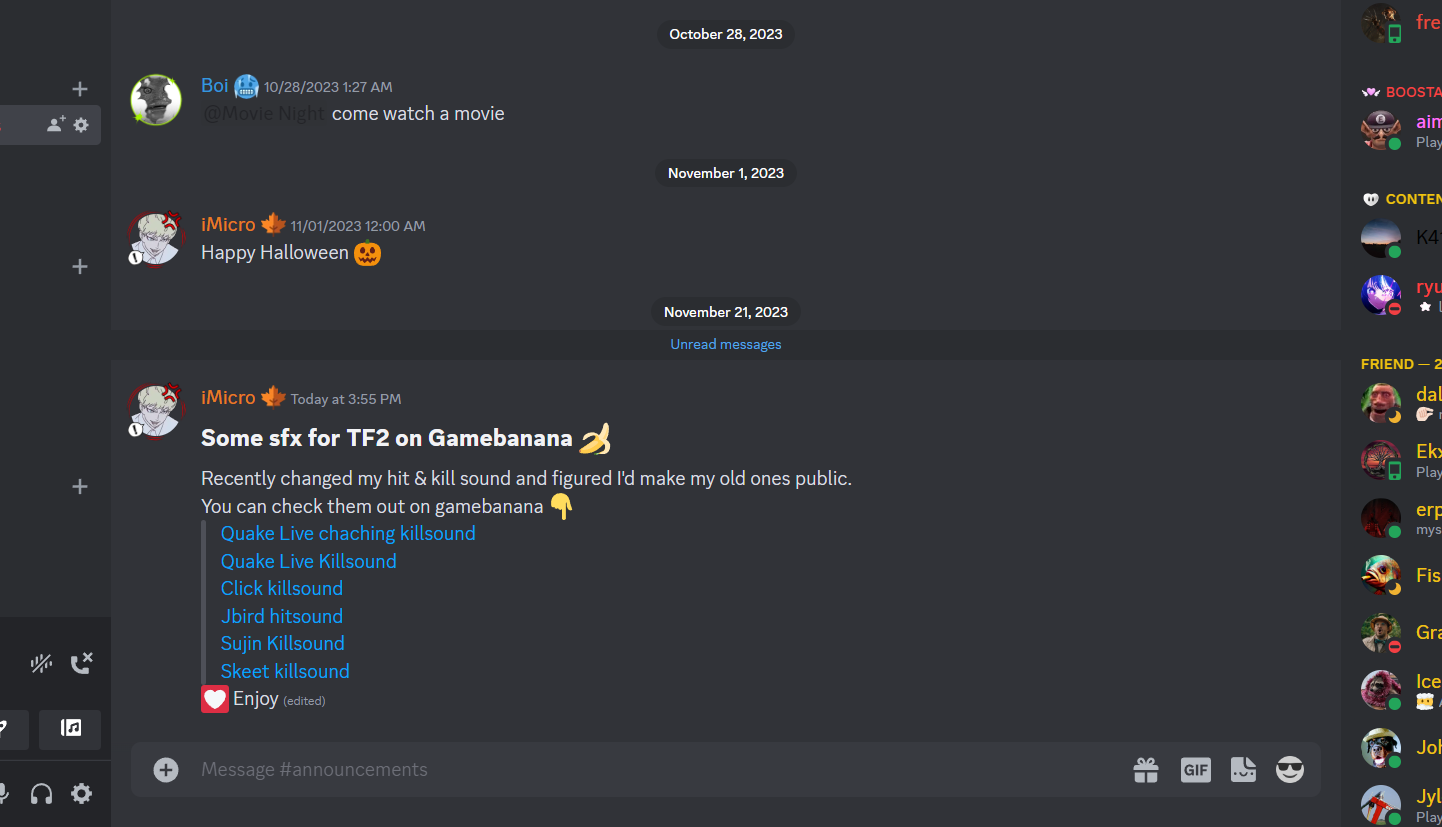 October 28, 2023
Boi 10/28/2023 1:27 AM
@Movie Night come watch a movie
November 1, 2023
iMicro 11/01/2023 12:00 AM
Happy Halloween
November 21, 2023
Unread messages
iMicro Today at 3:55 PM
Some sfx for TF2 on Gamebanana
Recently changed my hit & kill sound and figured I'd make my old ones public.
You can check them out on gamebanana
Quake Live chaching killsound
Quake Live Killsound
Click killsound
Jbird hitsound
Sujin Killsound
Skeet killsound
Enjoy (edited)
Message #announcements
GIF
fre
BOOSTA
aim
Play
CONTEN
K4
ryu
FRIEND — 2
dal
Ekx
Play
erp
mys
Fis
Gra
Ice
Joh
Jyl
Play